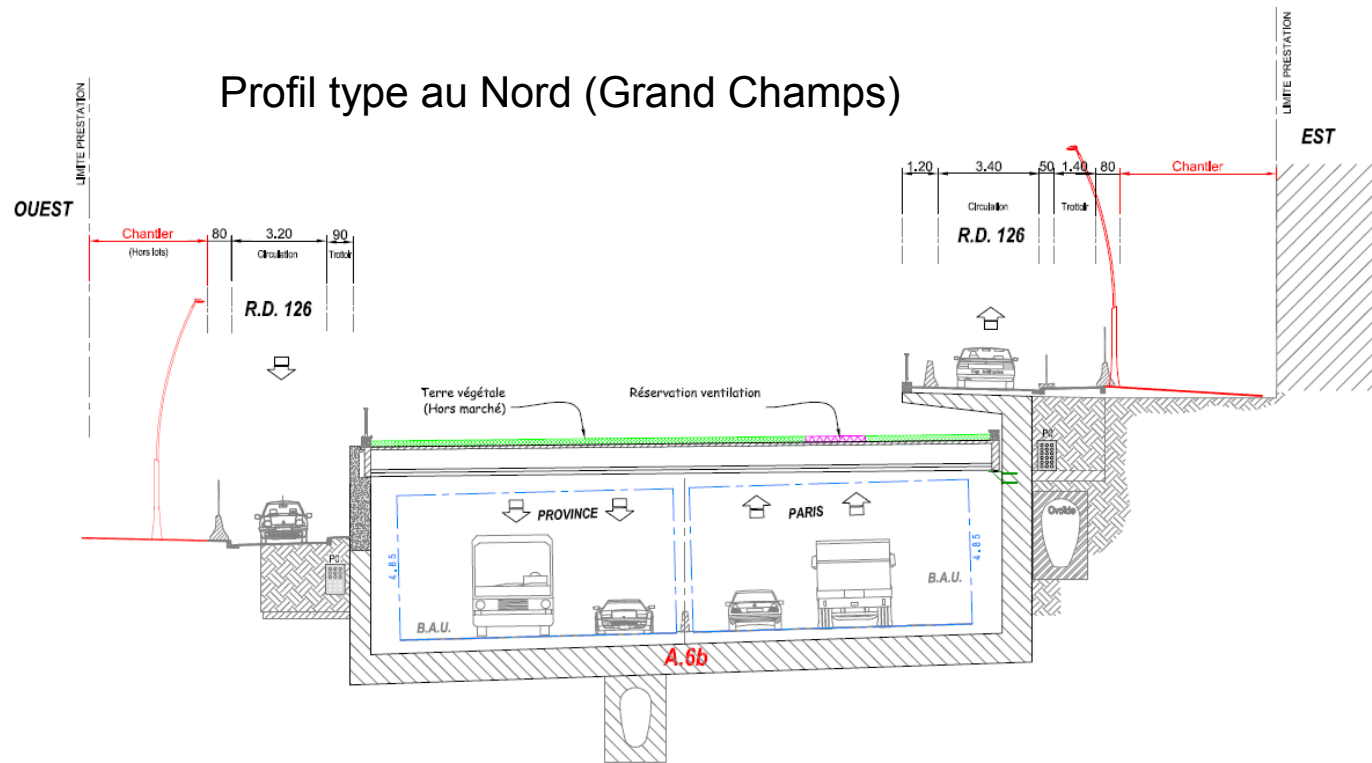 Profil type au Nord (Grand Champs)
LIMITE PRESTATION
LIMITE PRESTATION
EST
OUEST
1.20 3.40 50 1.40 80 Chantier
Circulation Trottoir
R.D. 126
Chantier 80 3.20 90
(Hors lots) Circulation Trottoir
R.D. 126
Terre végétale
(Hors marché)
Réservation ventilation
P0
Ovoïde
PROVINCE
PARIS
4.85
4.85
P0
B.A.U.
B.A.U.
A.6b